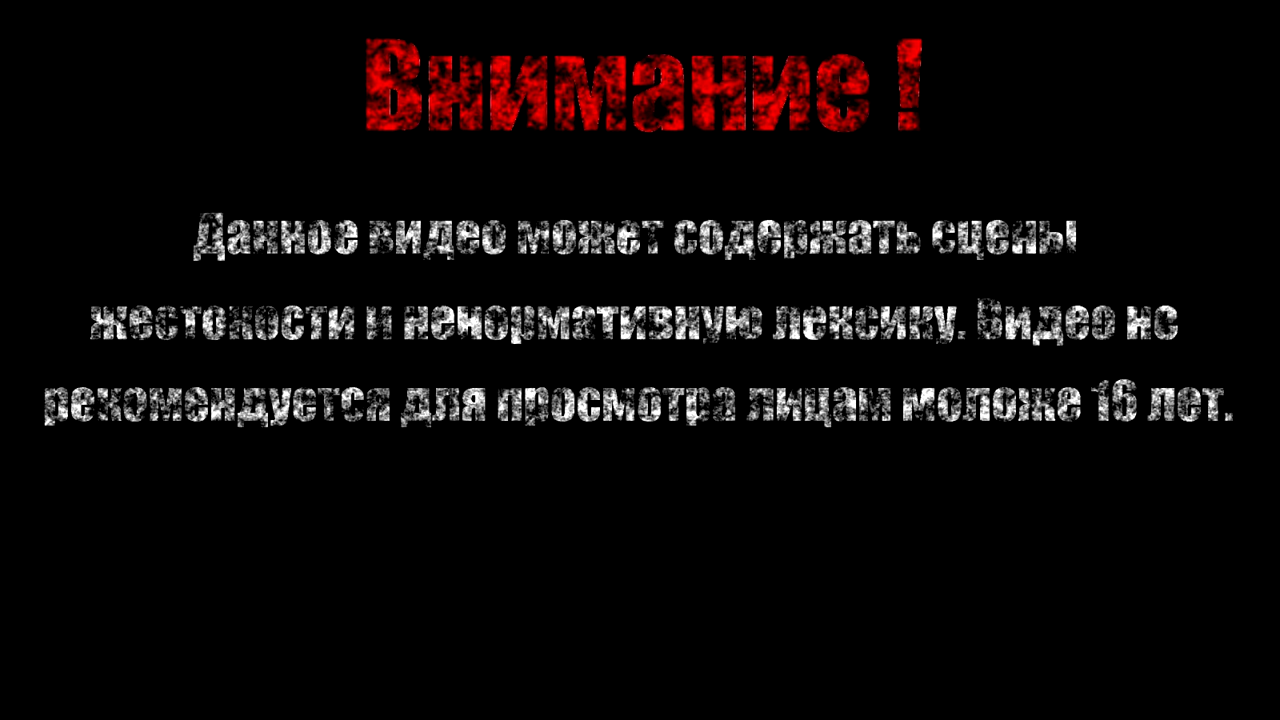 Внимание !
Данное видео может содержать сцены
жестокости и ненормативную лексику. Видео не
рекомендуется для просмотра лицам моложе 16 лет.